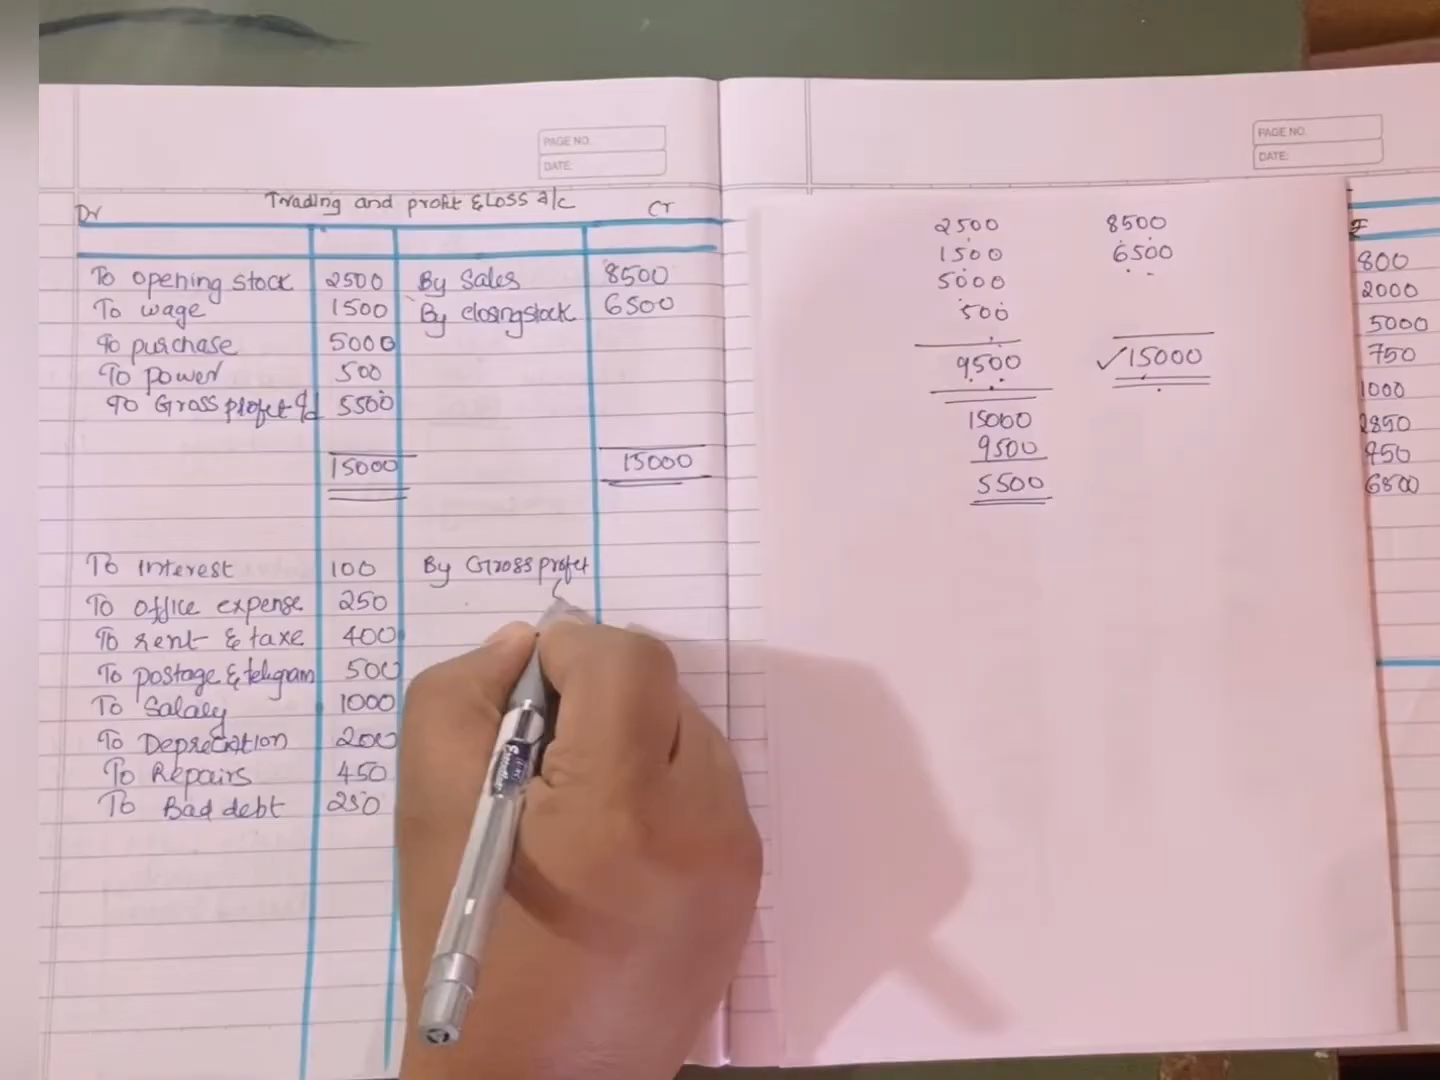 PAGE NO.
DATE:
Trading and profit & Loss a/c
Dr Cr
To opening stock 2500 By Sales 8500
To wage 1500 By closing stock 6500
To purchase 5000
To power 500
To Gross profit c/d 5500
15000 15000
To Interest 100 By Gross profit
To office expense 250
To rent & taxe 400
To postage & telegram 500
To Salary 1000
To Depreciation 200
To Repairs 450
To Bad debt 250
PAGE NO.
DATE:
2500 8500
1500 6500
5000
500
9500 15000
15000
9500
5500
800
2000
5000
750
1000
2850
950
6800